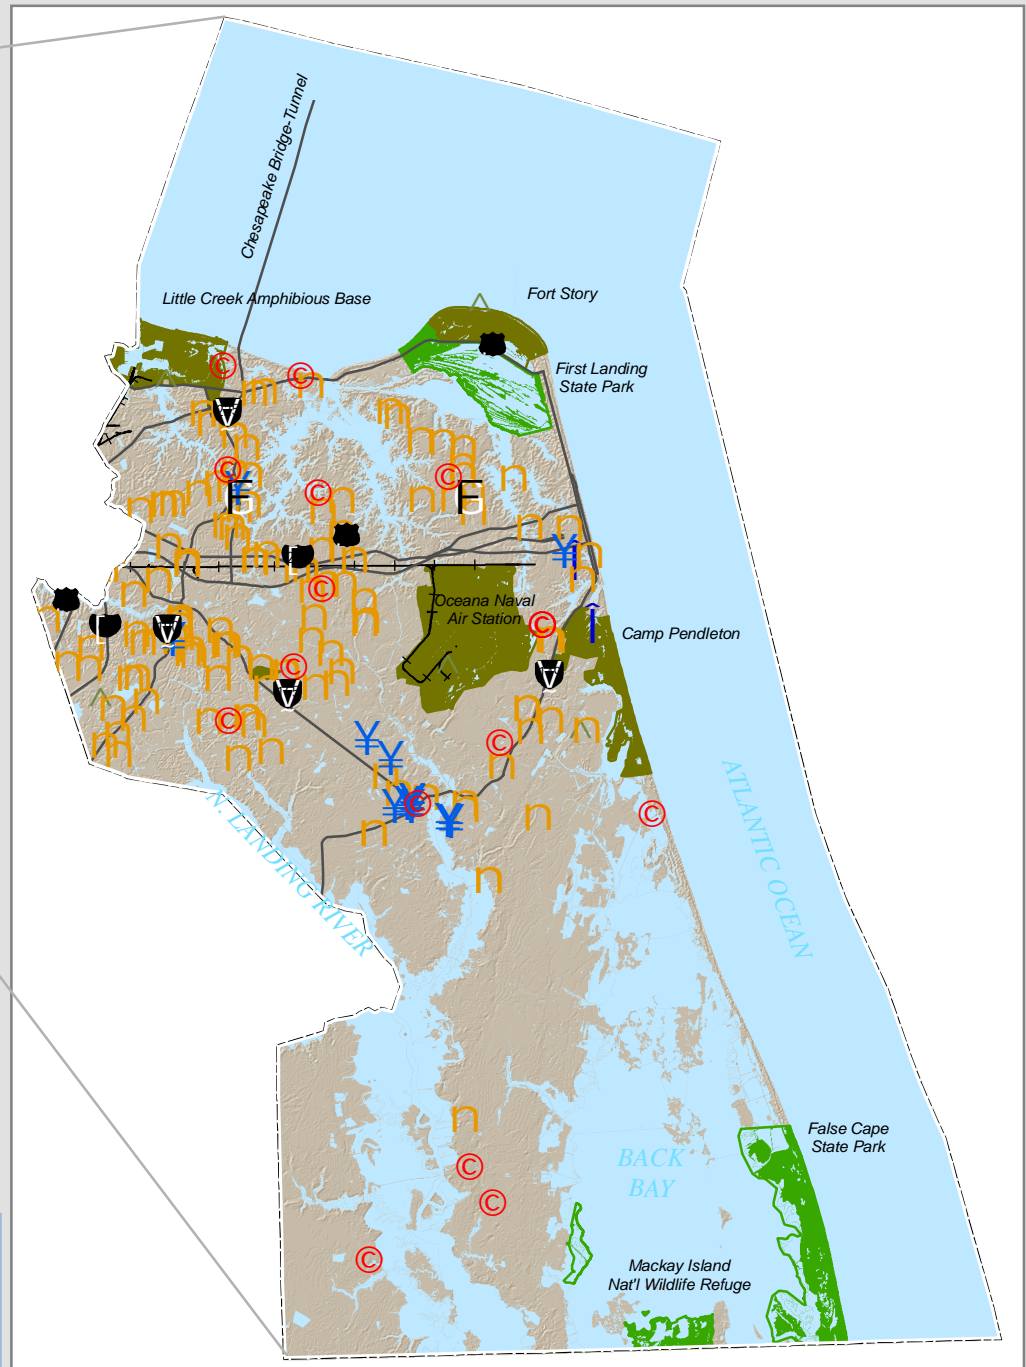 Chesapeake Bridge-Tunnel
Little Creek Amphibious Base
Fort Story
First Landing
State Park
Oceana Naval
Air Station
Camp Pendleton
ATLANTIC OCEAN
N. LANDING RIVER
False Cape
State Park
BACK
BAY
Mackay Island
Nat'l Wildlife Refuge